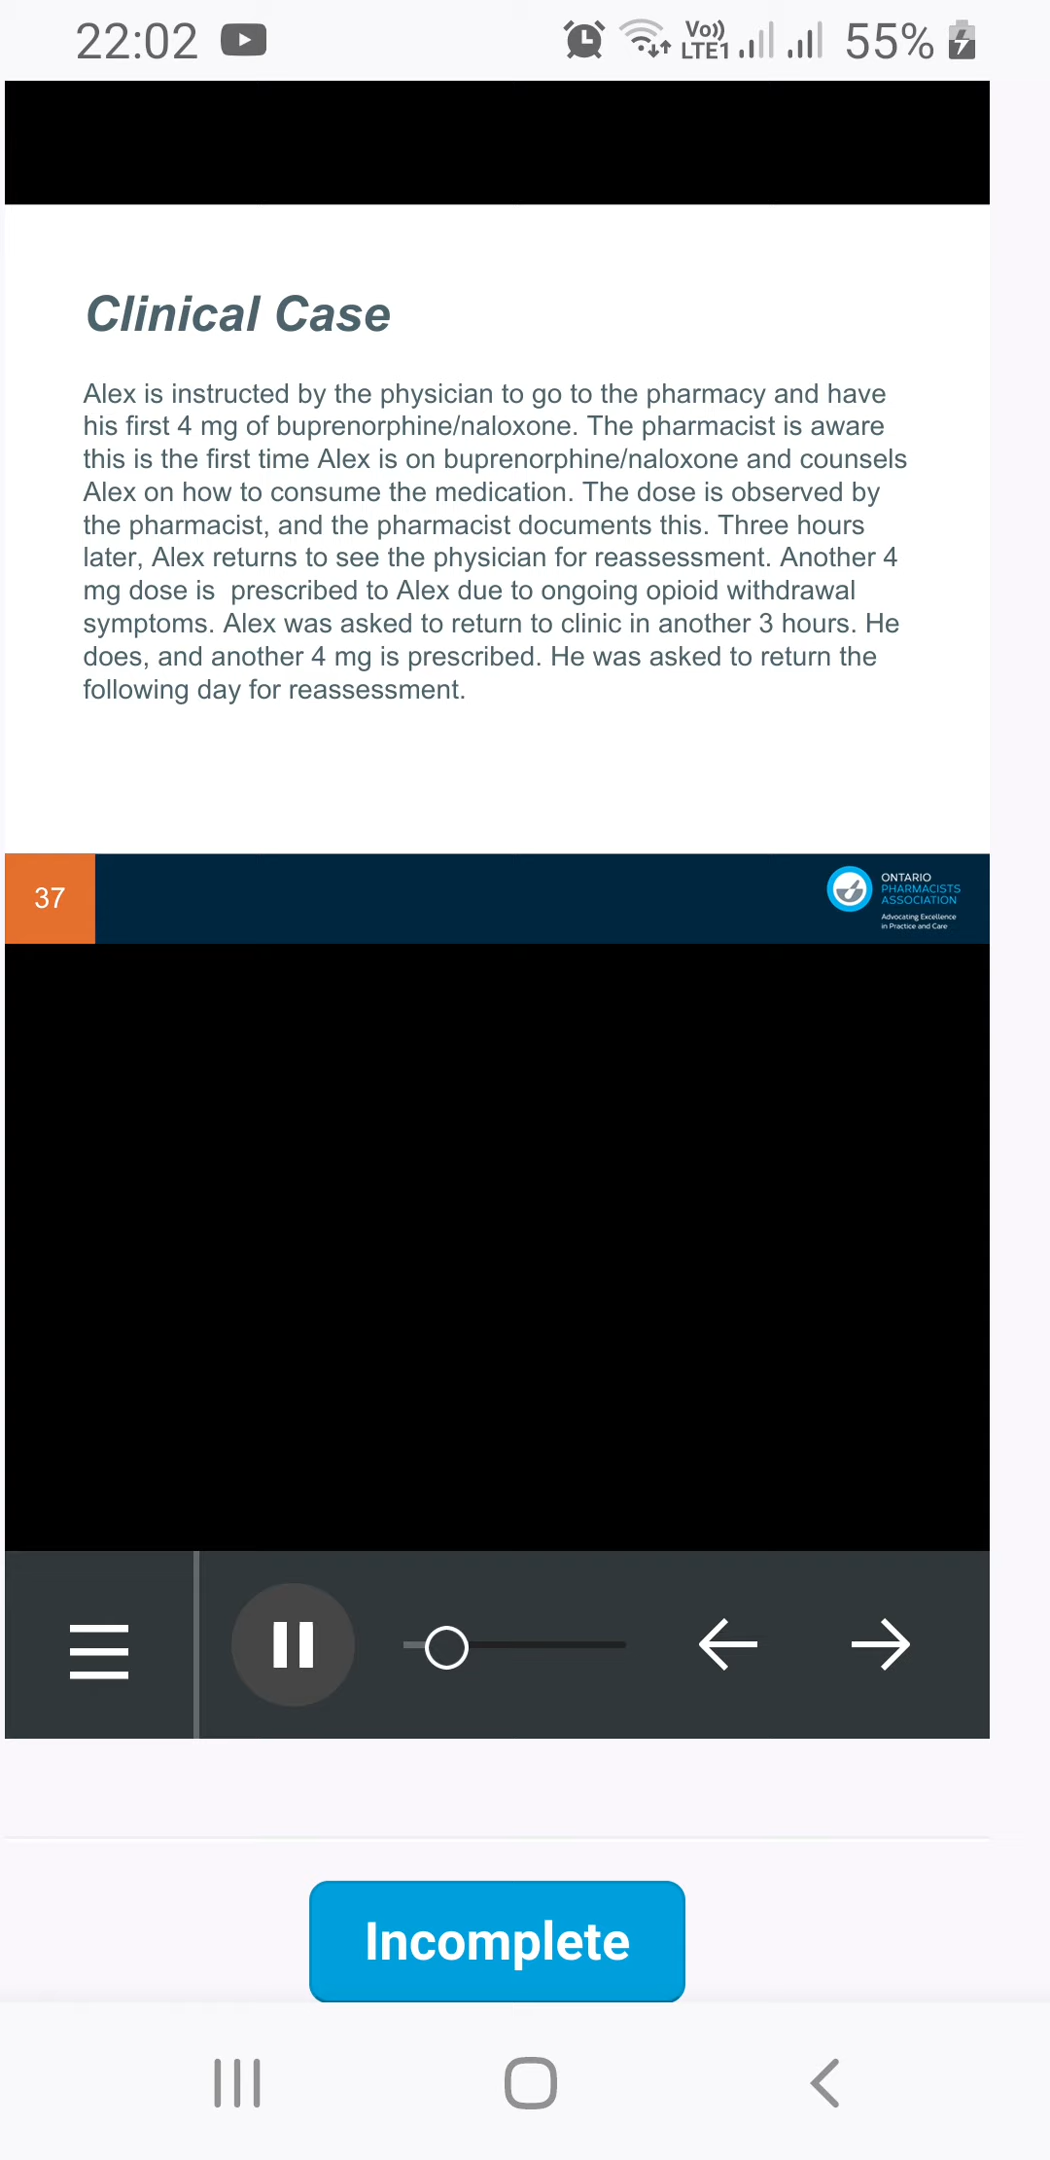 22:02 Vo)) LTE1 55%
Clinical Case
Alex is instructed by the physician to go to the pharmacy and have
his first 4 mg of buprenorphine/naloxone. The pharmacist is aware
this is the first time Alex is on buprenorphine/naloxone and counsels
Alex on how to consume the medication. The dose is observed by
the pharmacist, and the pharmacist documents this. Three hours
later, Alex returns to see the physician for reassessment. Another 4
mg dose is  prescribed to Alex due to ongoing opioid withdrawal
symptoms. Alex was asked to return to clinic in another 3 hours. He
does, and another 4 mg is prescribed. He was asked to return the
following day for reassessment.
37
ONTARIO
PHARMACISTS
ASSOCIATION
Advocating Excellence
in Practice and Care
Incomplete